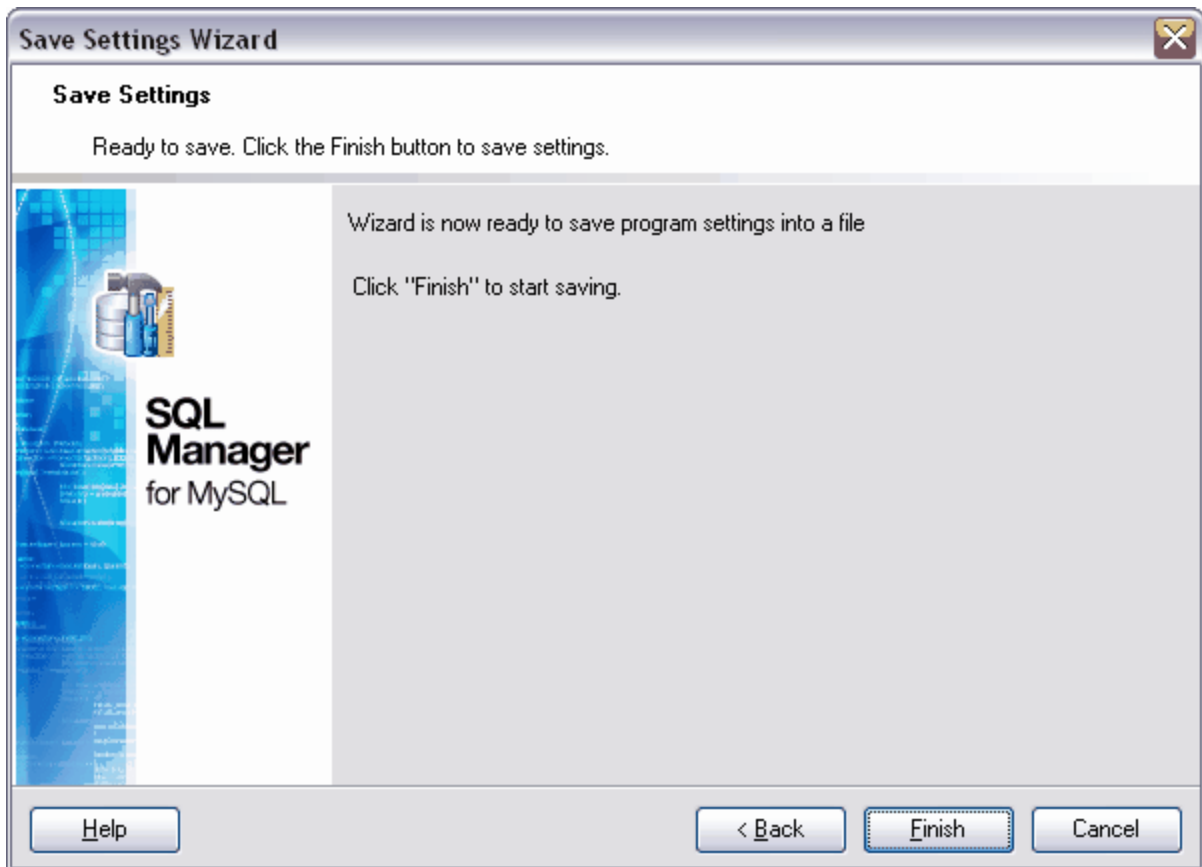 Save Settings Wizard
Save Settings
Ready to save. Click the Finish button to save settings.
Wizard is now ready to save program settings into a file
Click "Finish" to start saving.
SQL
Manager
for MySQL
Help
< Back
Finish
Cancel